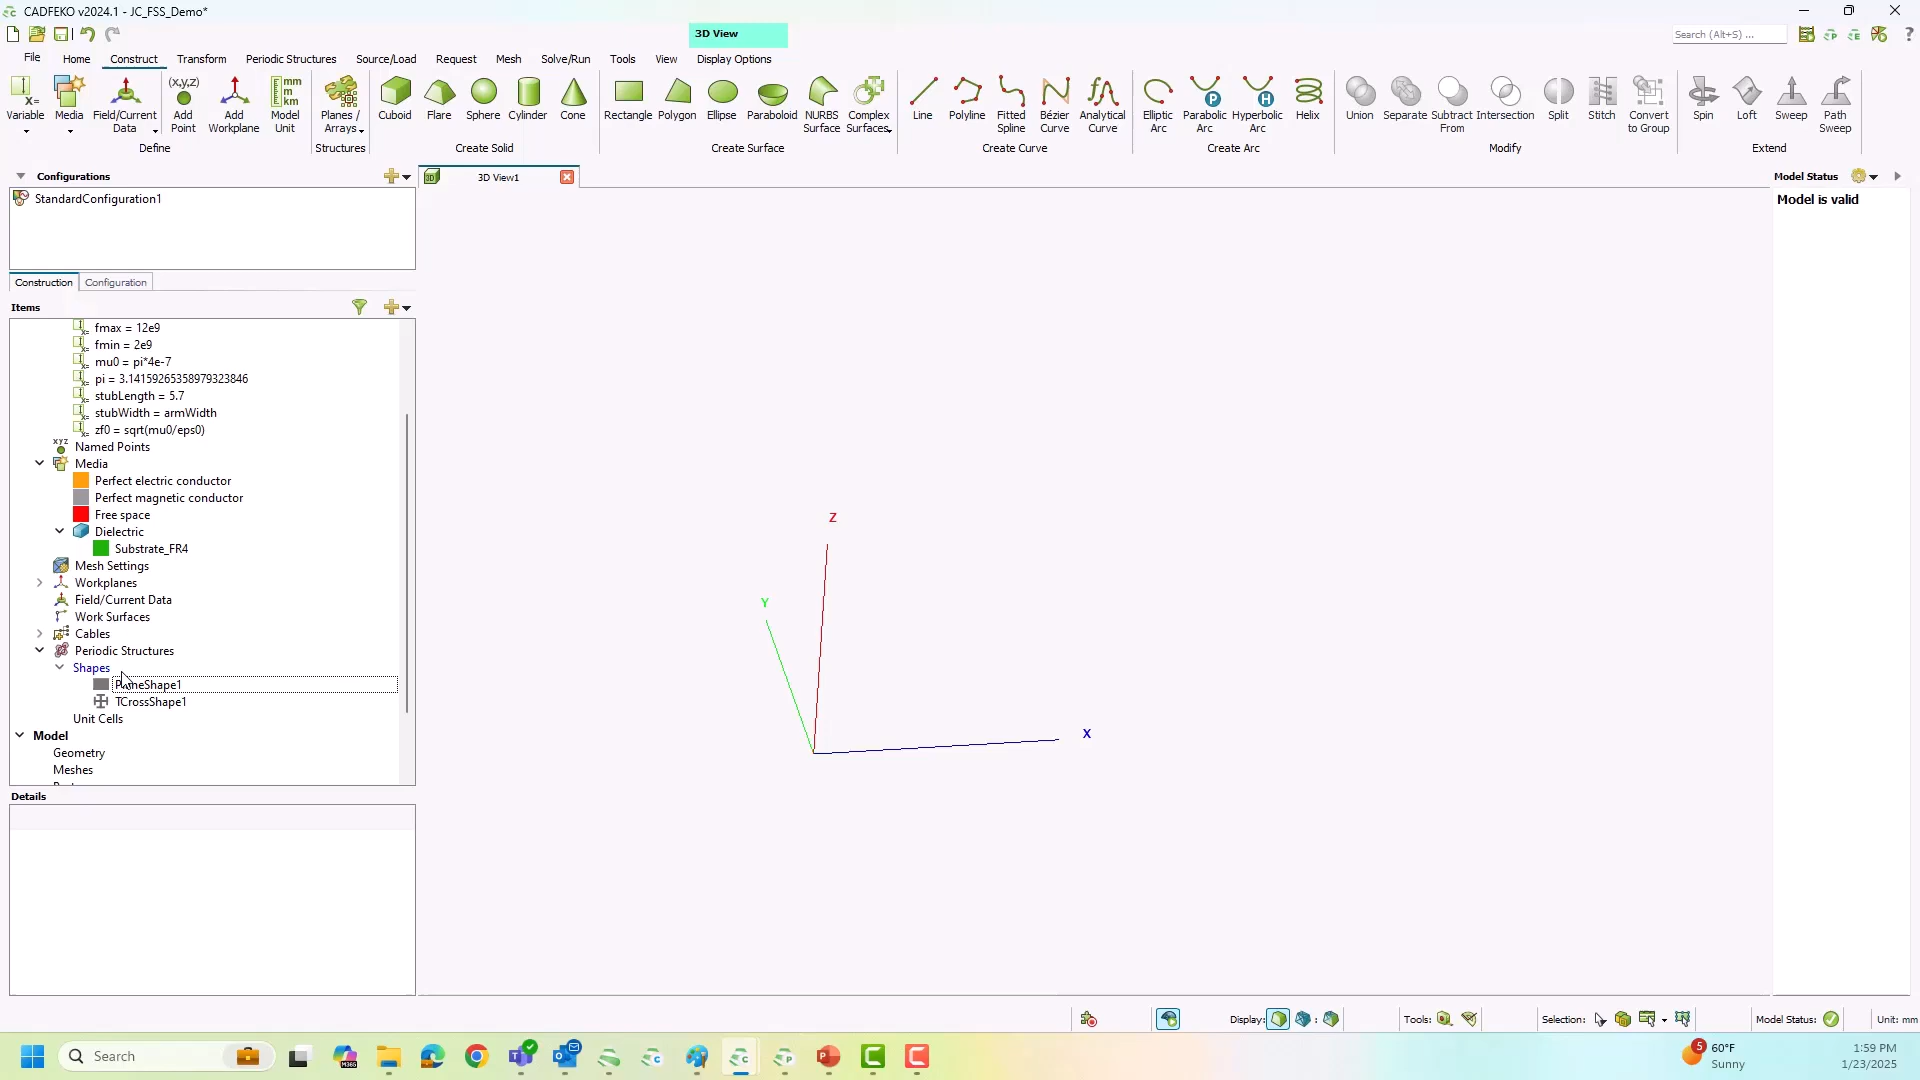 CADFEKO v2024.1 - JC_FSS_Demo*
3D View
Search (Alt+S) ...
File Home Construct Transform Periodic Structures Source/Load Request Mesh Solve/Run Tools View Display Options
Variable Media Field/Current Data
(x,y,z) Add Point
Add Workplane
mm m km Model Unit
Planes / Arrays
Cuboid Flare Sphere Cylinder Cone
Rectangle Polygon Ellipse Paraboloid NURBS Surface Complex Surfaces
Line Polyline Fitted Spline Bézier Curve Analytical Curve
Elliptic Arc Parabolic Arc Hyperbolic Arc Helix
Union Separate Subtract From Intersection Split Stitch Convert to Group
Spin Loft Sweep Path Sweep
Define Structures Create Solid Create Surface Create Curve Create Arc Modify Extend
Configurations
StandardConfiguration1
3D View1
Model Status
Model is valid
Construction Configuration
Items
fmax = 12e9
fmin = 2e9
mu0 = pi*4e-7
pi = 3.14159265358979323846
stubLength = 5.7
stubWidth = armWidth
zf0 = sqrt(mu0/eps0)
xyz Named Points
Media
Perfect electric conductor
Perfect magnetic conductor
Free space
Dielectric
Substrate_FR4
Mesh Settings
Workplanes
Field/Current Data
Work Surfaces
Cables
Periodic Structures
Shapes
TCrossShape1
Unit Cells
Model
Geometry
Meshes
Details
Z
Y
X
Display: Tools: Selection: Model Status: Unit: mm
Search
5 60°F
Sunny
1:59 PM
1/23/2025